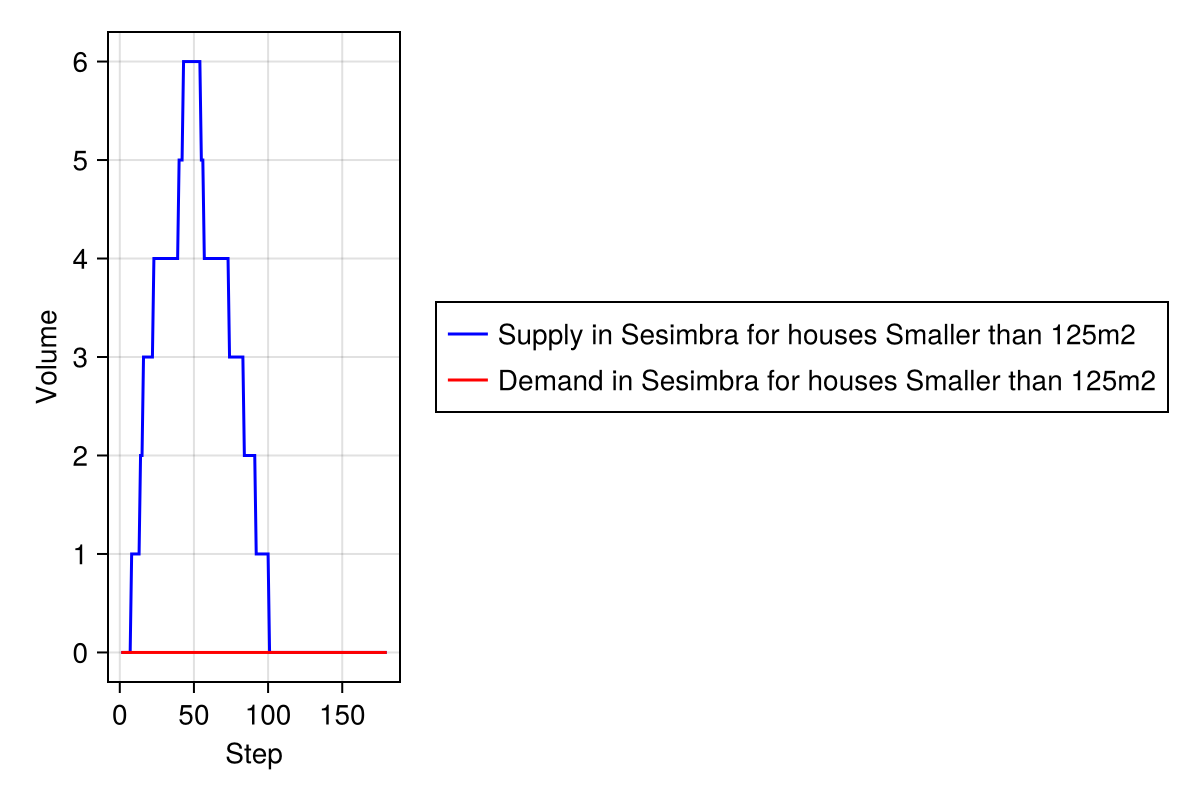 6
5
4
3
2
1
0
Volume
0 50 100 150
Step
Supply in Sesimbra for houses Smaller than 125m2
Demand in Sesimbra for houses Smaller than 125m2